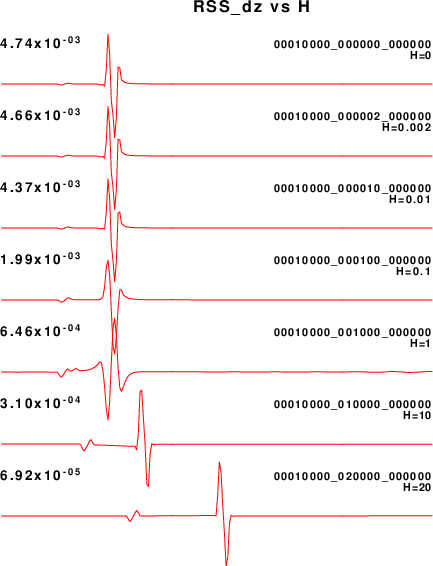 RSS_dz vs H
4.74x10-03 00010000_000000_000000
H=0
4.66x10-03 00010000_000002_000000
H=0.002
4.37x10-03 00010000_000010_000000
H=0.01
1.99x10-03 00010000_000100_000000
H=0.1
6.46x10-04 00010000_001000_000000
H=1
3.10x10-04 00010000_010000_000000
H=10
6.92x10-05 00010000_020000_000000
H=20